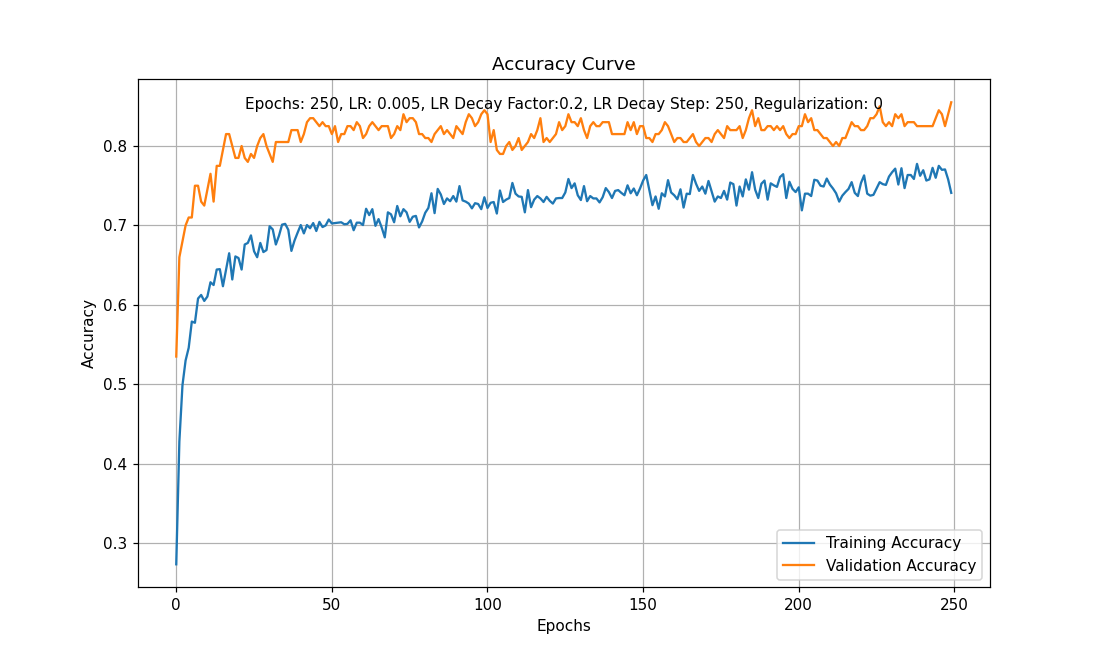 Accuracy Curve
Epochs: 250, LR: 0.005, LR Decay Factor:0.2, LR Decay Step: 250, Regularization: 0
Accuracy
0.8
0.7
0.6
0.5
0.4
0.3
Training Accuracy
Validation Accuracy
0 50 100 150 200 250
Epochs